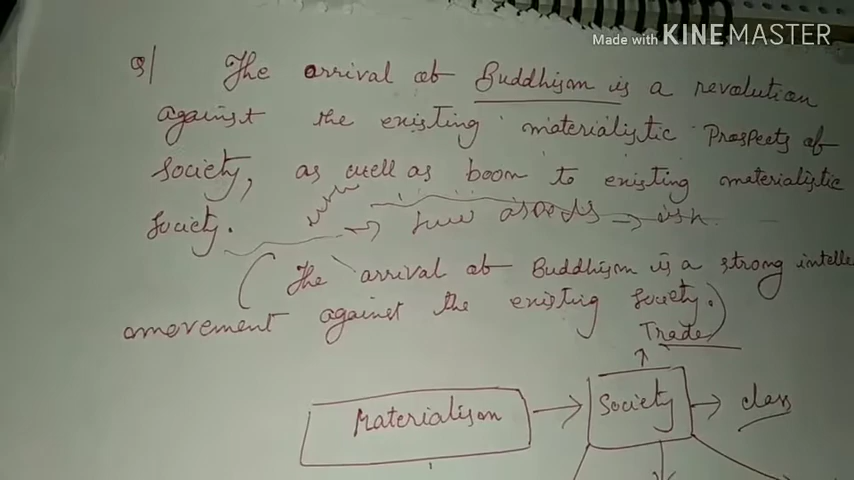 Made with KINEMASTER
Q| The arrival of Buddhism is a revolution
against the existing materialistic Prospects of
Society, as well as boom to existing materialistic
Society.
The arrival of Buddhism is a strong intelle
amovement against the existing Society.
Trade
Materialism Society class